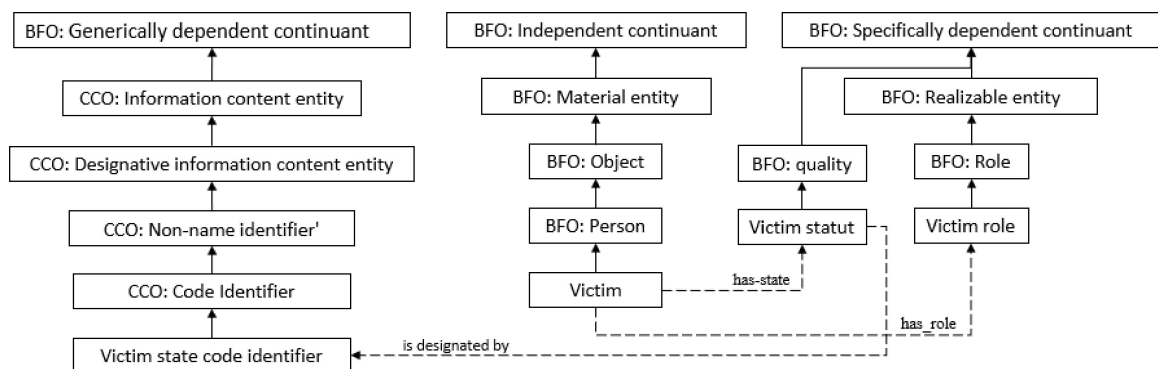 BFO: Generically dependent continuant
BFO: Independent continuant
BFO: Specifically dependent continuant
CCO: Information content entity
BFO: Material entity
BFO: Realizable entity
CCO: Designative information content entity
BFO: Object
BFO: quality
BFO: Role
CCO: Non-name identifier'
BFO: Person
Victim statut
Victim role
CCO: Code Identifier
Victim
has-state
has_role
Victim state code identifier
is designated by